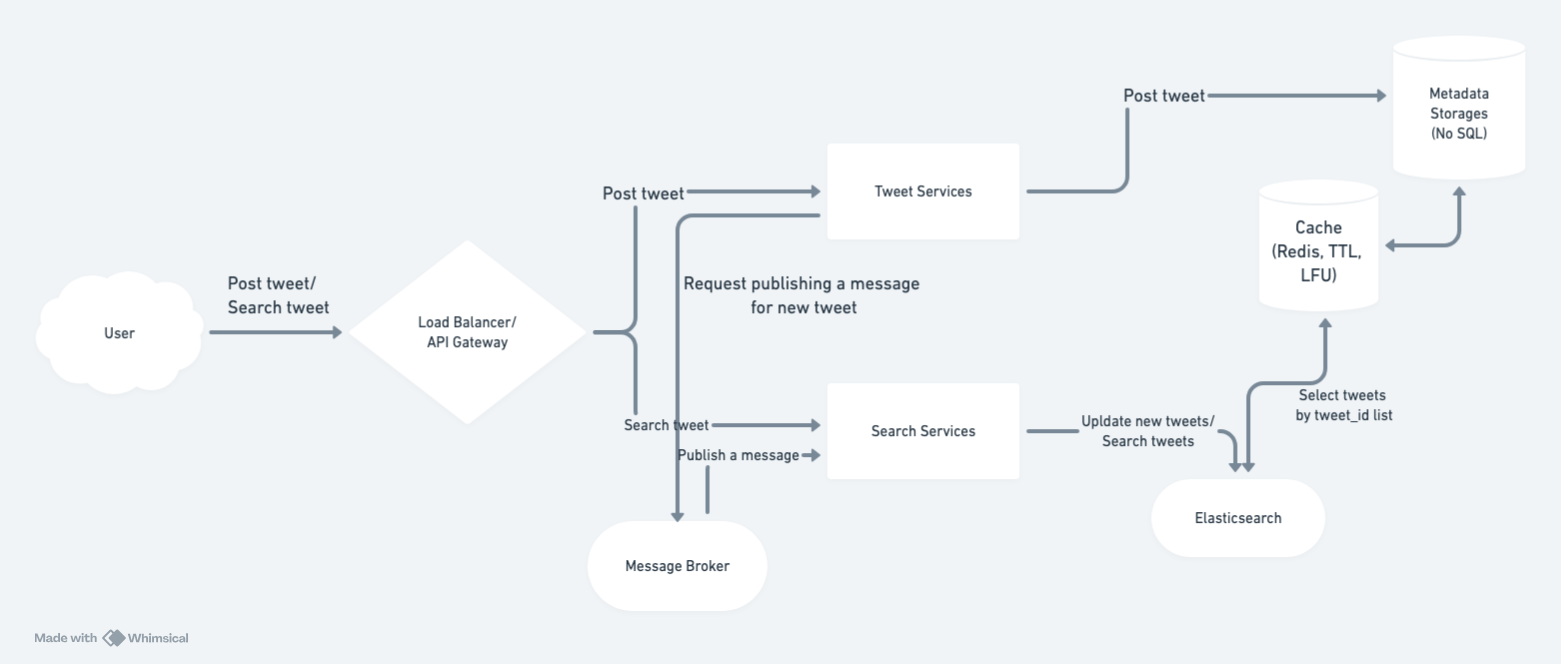 Post tweet
Metadata
Storages
(No SQL)
Post tweet
Tweet Services
Cache
(Redis, TTL,
LFU)
Post tweet/
Search tweet
Request publishing a message
for new tweet
User
Load Balancer/
API Gateway
Select tweets
by tweet_id list
Search tweet
Search Services
Upldate new tweets/
Search tweets
Publish a message
Elasticsearch
Message Broker
Made with Whimsical